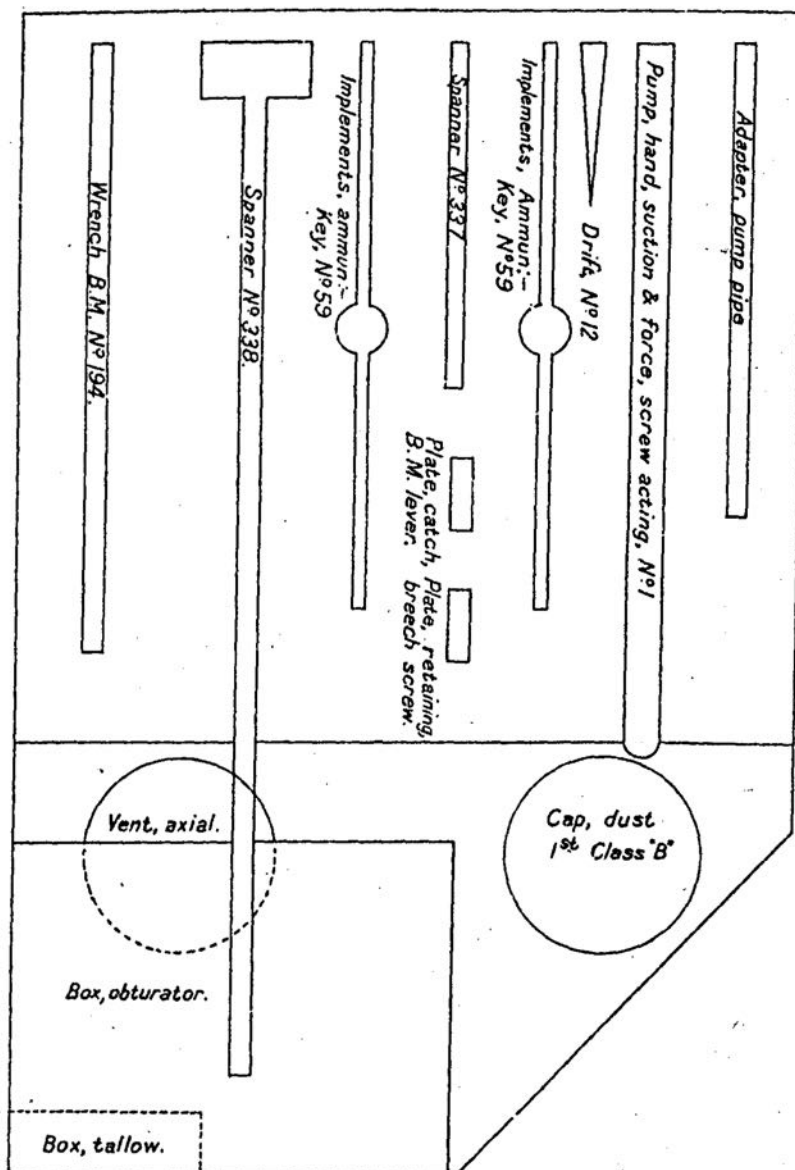 Wrench B.M. Nº 194.
Spanner Nº 338.
Implements, ammun:-
Key, Nº 59
Spanner Nº 337
Implements, Ammun:-
Key, Nº 59
Drift, Nº 12
Pump, hand, suction & force, screw acting, Nº 1
Adapter, pump pipe
Plate, catch,
B.M. lever.
Plate, retaining,
breech screw.
Vent, axial.
Cap, dust
1st Class "B"
Box, obturator.
Box, tallow.